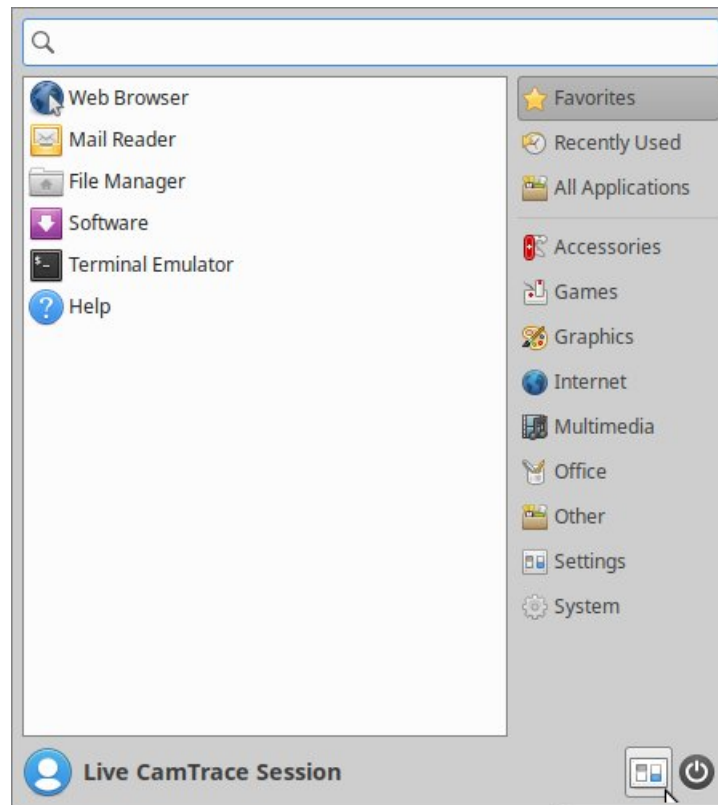 Web Browser
Mail Reader
File Manager
Software
Terminal Emulator
Help
Favorites
Recently Used
All Applications
Accessories
Games
Graphics
Internet
Multimedia
Office
Other
Settings
System
Live CamTrace Session